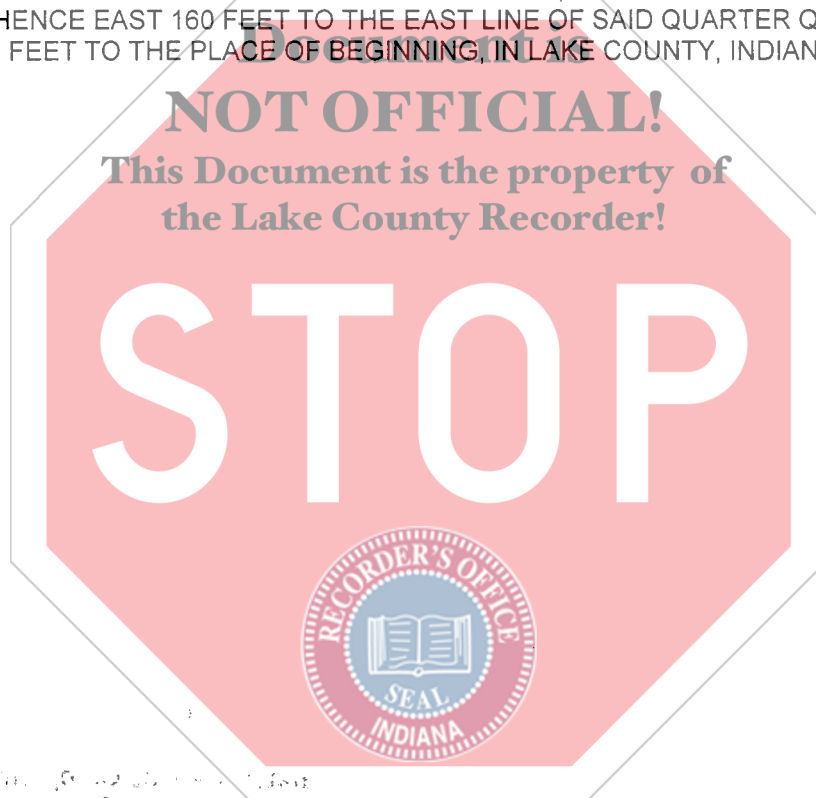 HENCE EAST 160 FEET TO THE EAST LINE OF SAID QUARTER Q
FEET TO THE PLACE OF BEGINNING, IN LAKE COUNTY, INDIAN
Document is
NOT OFFICIAL!
This Document is the property of
the Lake County Recorder!
STOP
RECORDER'S OFFICE
SEAL
INDIANA